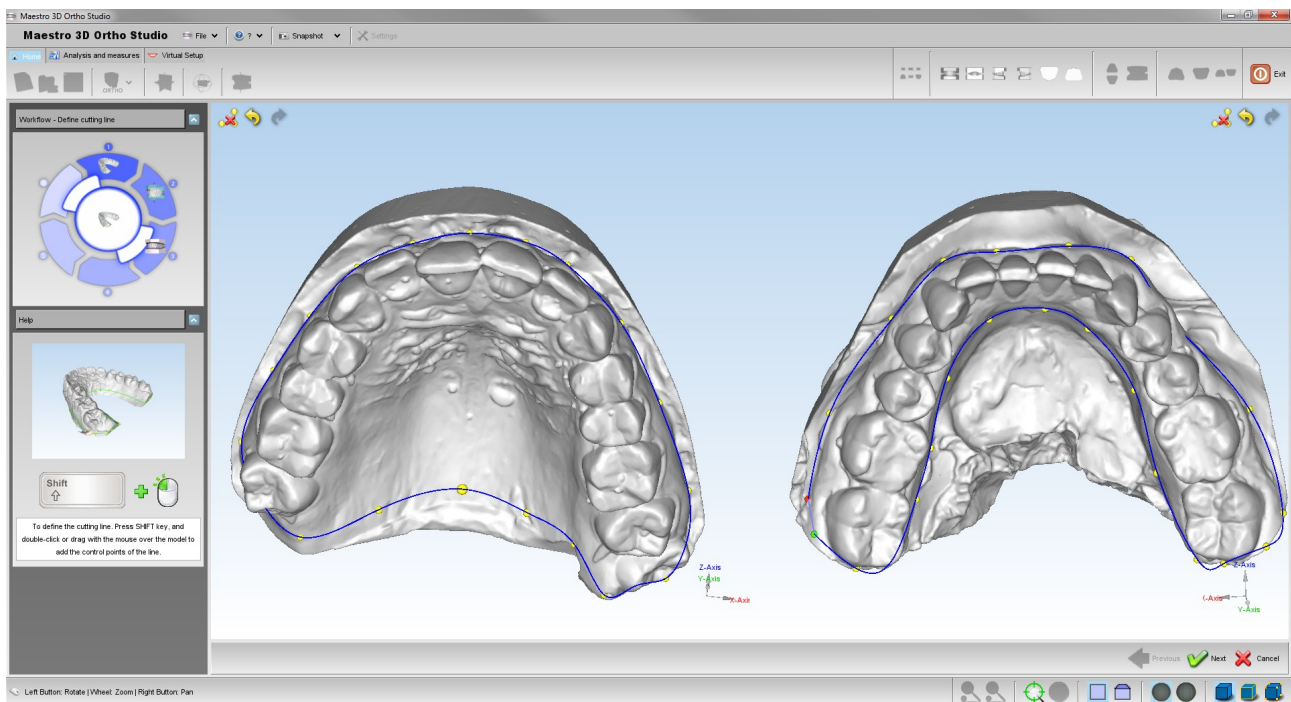 Maestro 3D Ortho Studio
Maestro 3D Ortho Studio File ? Snapshot Settings
Home Analysis and measures Virtual Setup
ORTHO
Exit
Workflow - Define cutting line
1
2
3
Help
Shift
To define the cutting line. Press SHIFT key, and
double-click or drag with the mouse over the model to
add the control points of the line.
Z-Axis
Y-Axis
X-Axis
Z-Axis
Y-Axis
Previous Next Cancel
Left Button: Rotate | Wheel: Zoom | Right Button: Pan